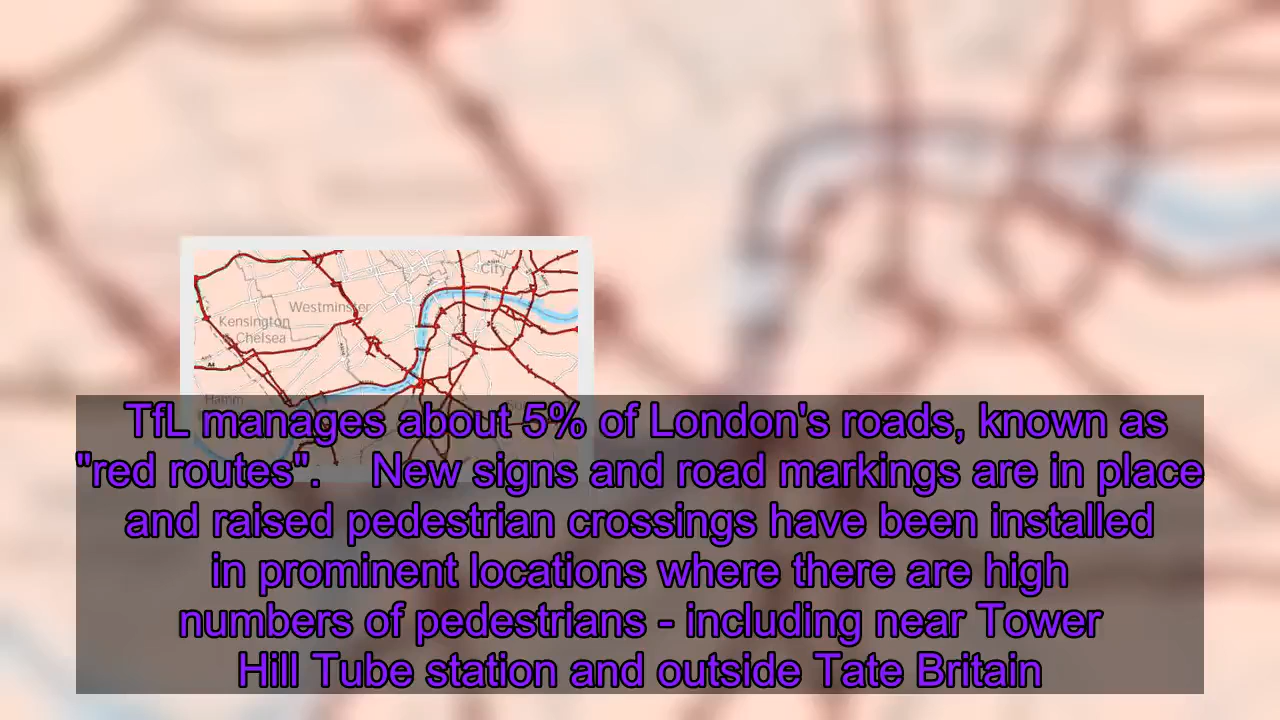 City
Westminster
Kensington
& Chelsea
A4
Hamm
TfL manages about 5% of London's roads, known as
"red routes" . New signs and road markings are in place
and raised pedestrian crossings have been installed
in prominent locations where there are high
numbers of pedestrians - including near Tower
Hill Tube station and outside Tate Britain